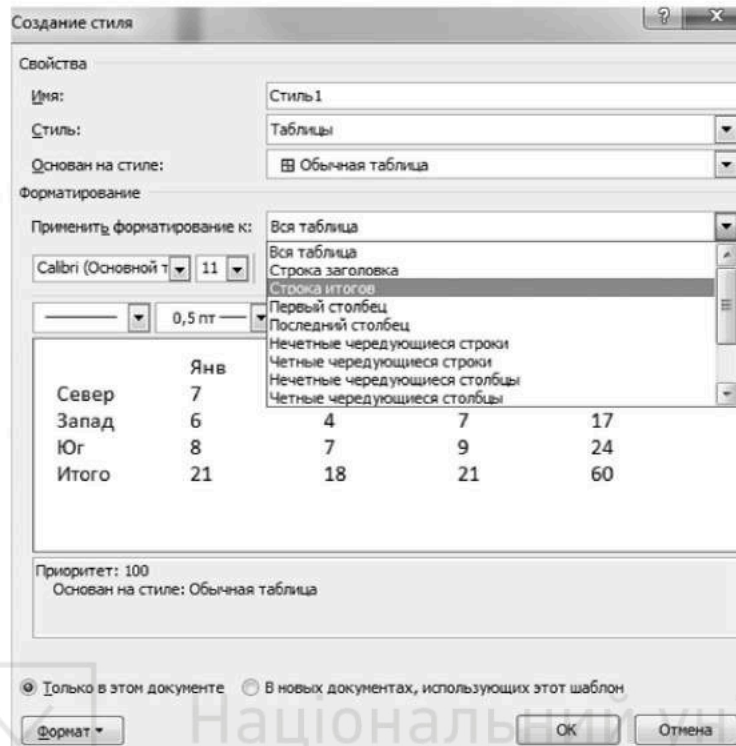 Создание стиля
Свойства
Имя: Стиль1
Стиль: Таблицы
Основан на стиле: Обычная таблица
Форматирование
Применить форматирование к: Вся таблица
Вся таблица
Calibri (Основной т 11
Строка заголовка
Строка итогов
Первый столбец
0,5 пт
Последний столбец
Нечетные чередующиеся строки
Четные чередующиеся строки
Нечетные чередующиеся столбцы
Четные чередующиеся столбцы
Янв
Север 7
Запад 6 4 7 17
Юг 8 7 9 24
Итого 21 18 21 60
Приоритет: 100
Основан на стиле: Обычная таблица
Только в этом документе В новых документах, использующих этот шаблон
Формат OK Отмена
Національний ун